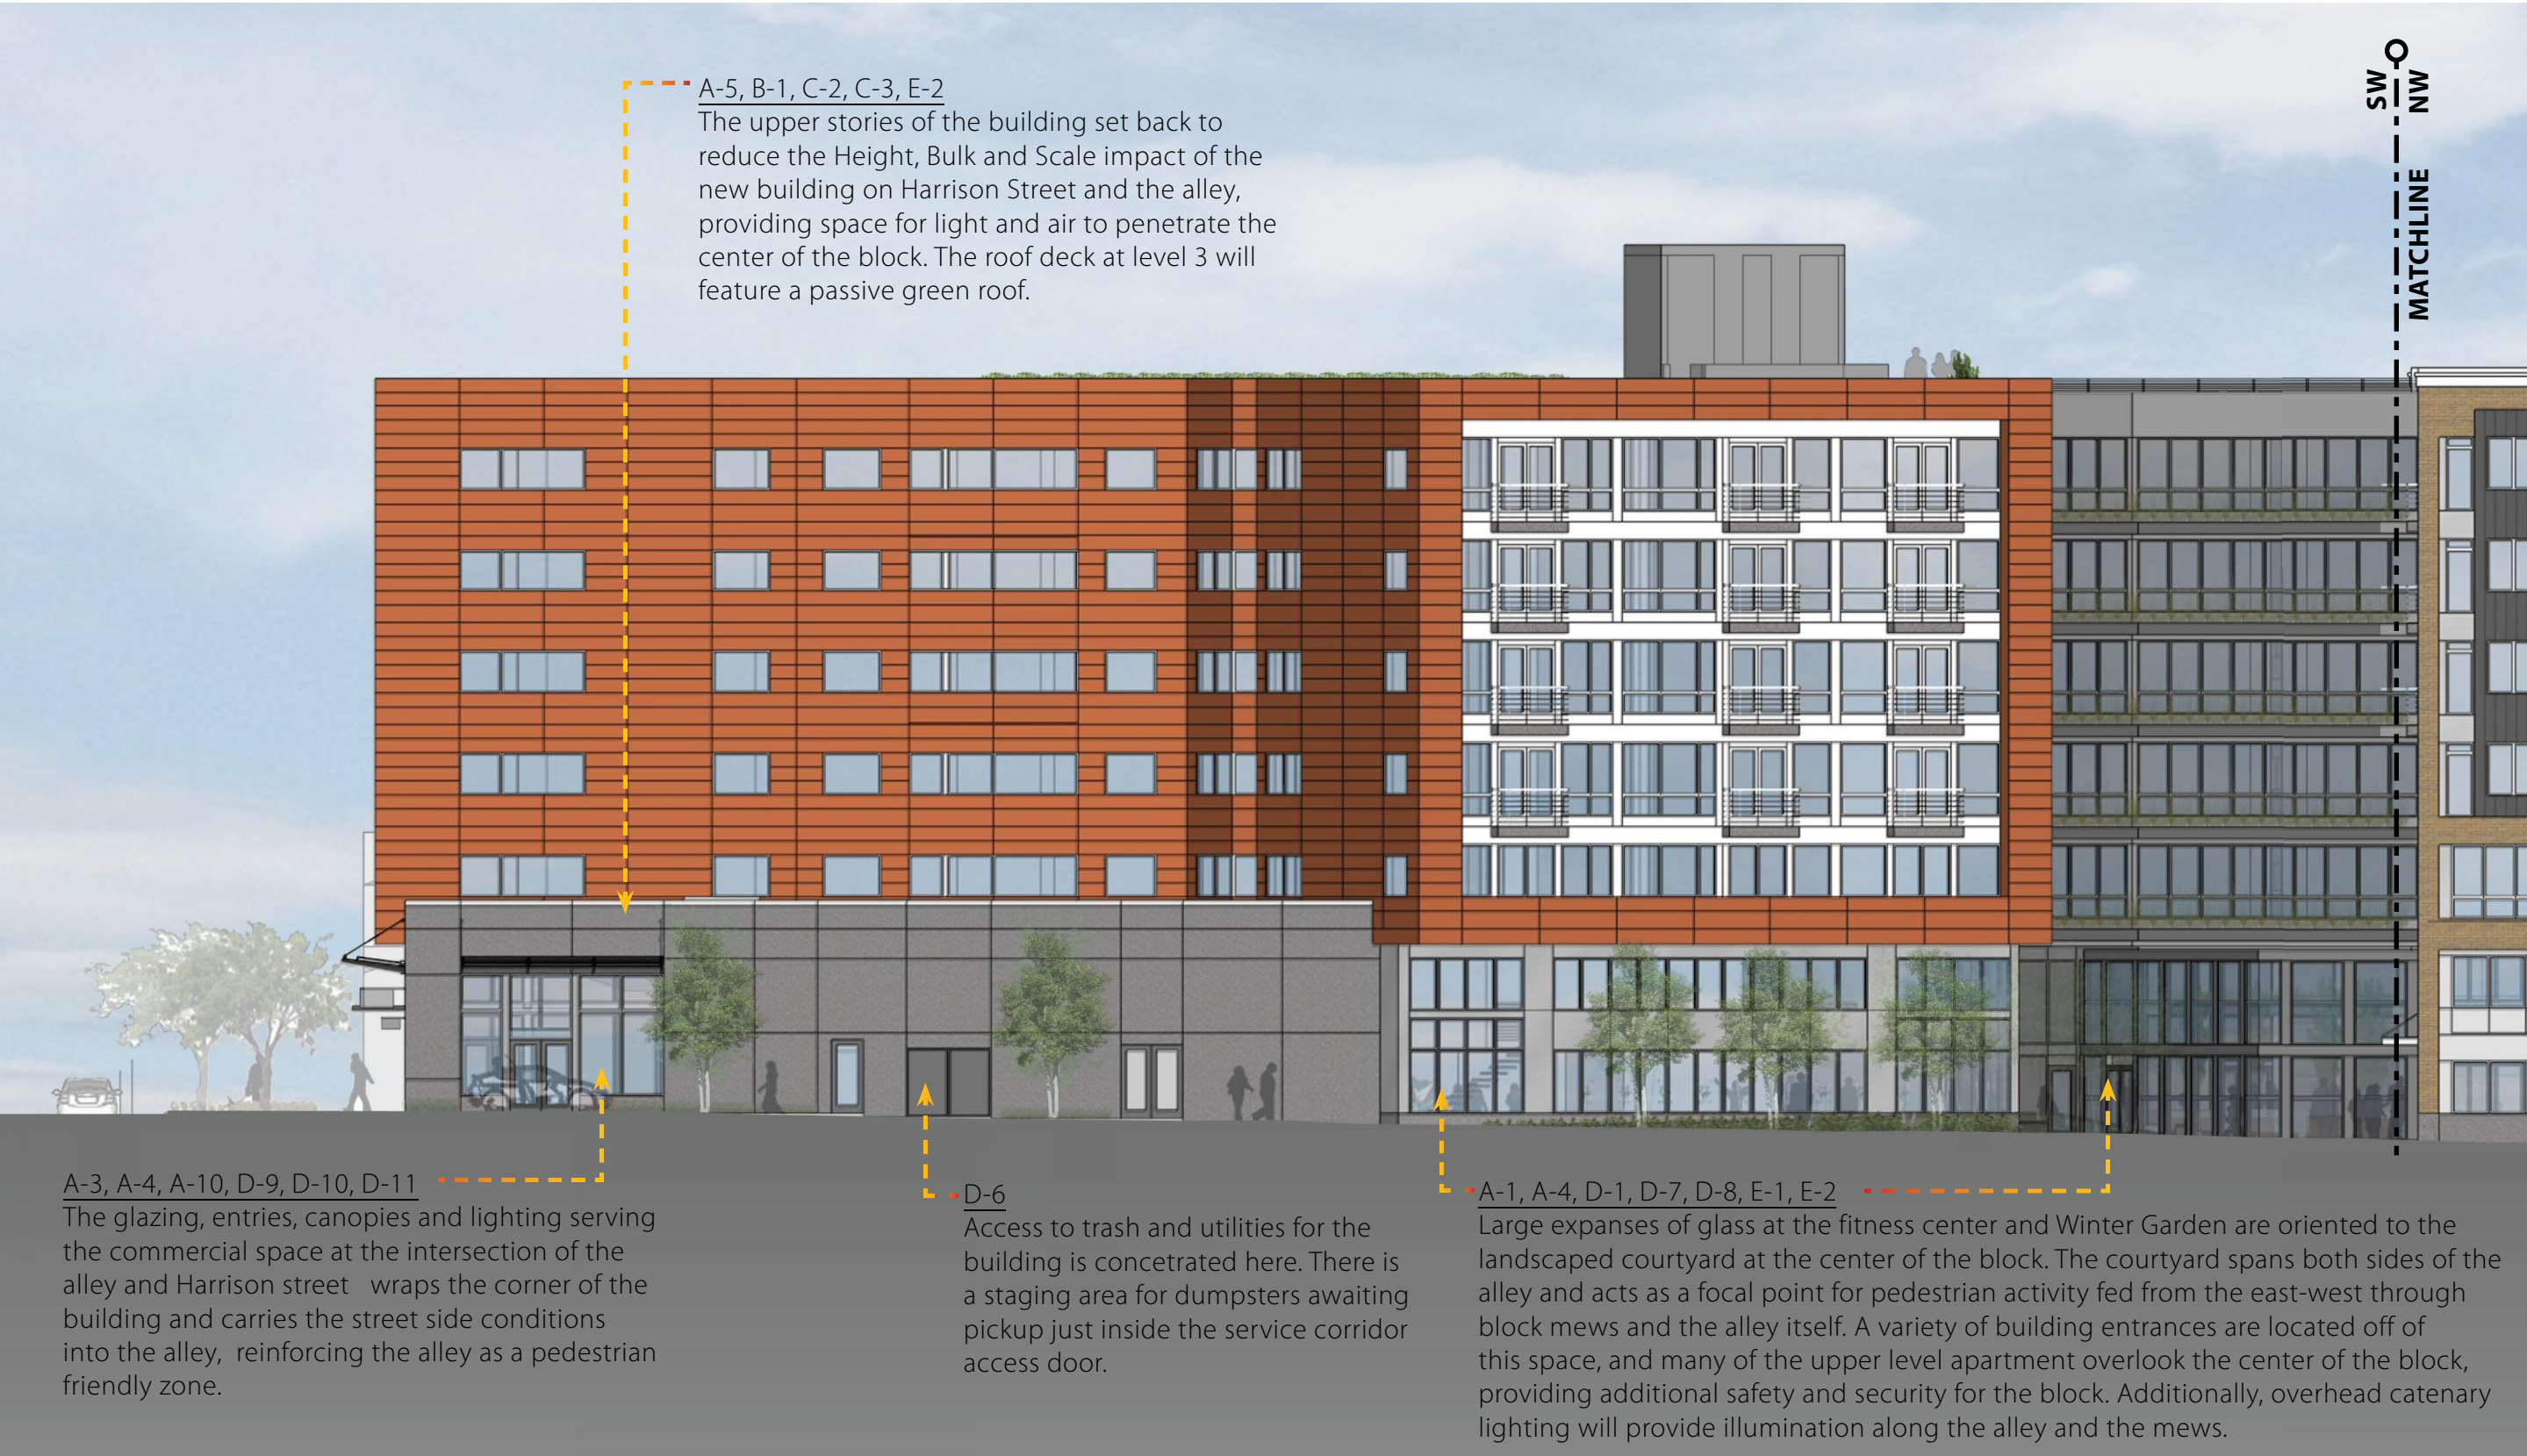 A-5, B-1, C-2, C-3, E-2
The upper stories of the building set back to
reduce the Height, Bulk and Scale impact of the
new building on Harrison Street and the alley,
providing space for light and air to penetrate the
center of the block. The roof deck at level 3 will
feature a passive green roof.
SW
NW
MATCHLINE
A-3, A-4, A-10, D-9, D-10, D-11
The glazing, entries, canopies and lighting serving
the commercial space at the intersection of the
alley and Harrison street wraps the corner of the
building and carries the street side conditions
into the alley, reinforcing the alley as a pedestrian
friendly zone.
D-6
Access to trash and utilities for the
building is concetrated here. There is
a staging area for dumpsters awaiting
pickup just inside the service corridor
access door.
A-1, A-4, D-1, D-7, D-8, E-1, E-2
Large expanses of glass at the fitness center and Winter Garden are oriented to the
landscaped courtyard at the center of the block. The courtyard spans both sides of the
alley and acts as a focal point for pedestrian activity fed from the east-west through
block mews and the alley itself. A variety of building entrances are located off of
this space, and many of the upper level apartment overlook the center of the block,
providing additional safety and security for the block. Additionally, overhead catenary
lighting will provide illumination along the alley and the mews.